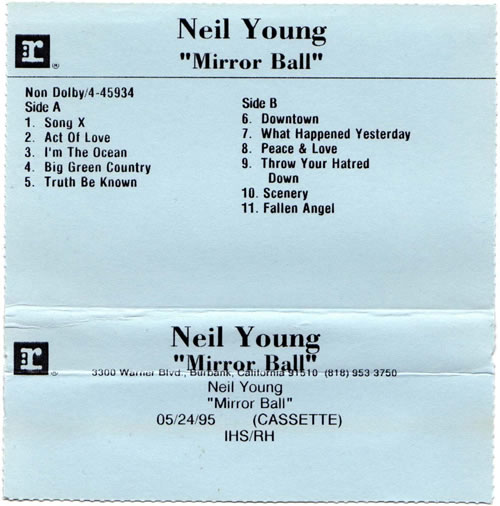 r ®
Neil Young
"Mirror Ball"
Non Dolby/4-45934
Side A
1. Song X
2. Act Of Love
3. I'm The Ocean
4. Big Green Country
5. Truth Be Known
Side B
6. Downtown
7. What Happened Yesterday
8. Peace & Love
9. Throw Your Hatred
Down
10. Scenery
11. Fallen Angel
r ®
Neil Young
"Mirror Ball"
3300 Warner Blvd., Burbank, California 91510 (818) 953 3750
Neil Young
"Mirror Ball"
05/24/95 (CASSETTE)
IHS/RH